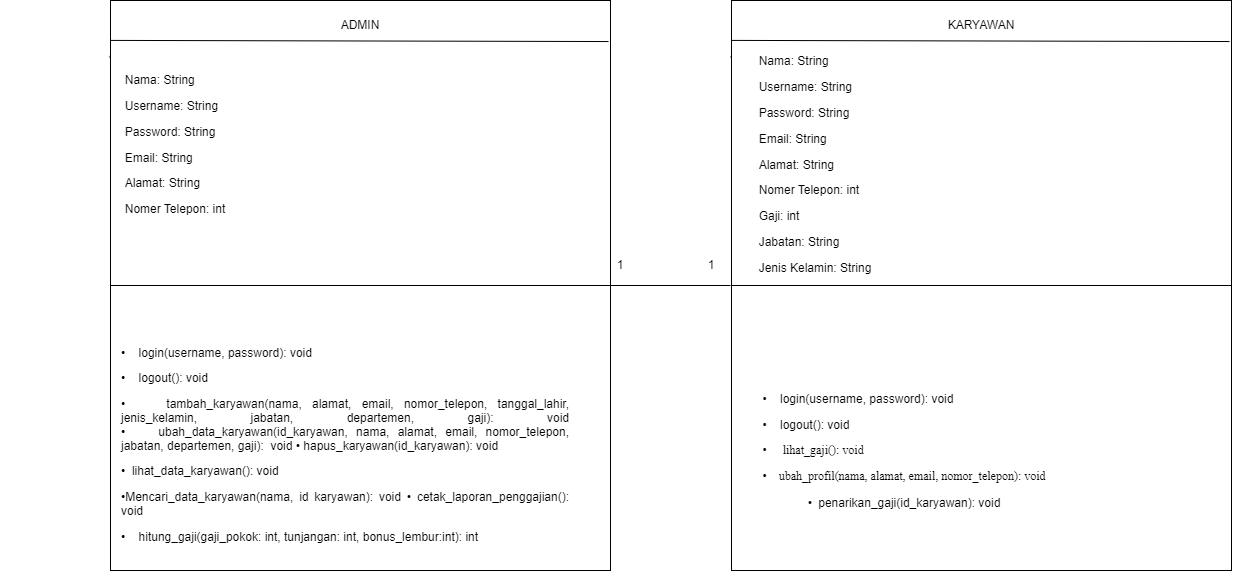 ADMIN
Nama: String
Username: String
Password: String
Email: String
Alamat: String
Nomer Telepon: int
1
• login(username, password): void
• logout(): void
• tambah_karyawan(nama, alamat, email, nomor_telepon, tanggal_lahir,
jenis_kelamin, jabatan, departemen, gaji): void
• ubah_data_karyawan(id_karyawan, nama, alamat, email, nomor_telepon,
jabatan, departemen, gaji): void • hapus_karyawan(id_karyawan): void
• lihat_data_karyawan(): void
•Mencari_data_karyawan(nama, id karyawan): void • cetak_laporan_penggajian():
void
• hitung_gaji(gaji_pokok: int, tunjangan: int, bonus_lembur:int): int
KARYAWAN
Nama: String
Username: String
Password: String
Email: String
Alamat: String
Nomer Telepon: int
Gaji: int
Jabatan: String
1
Jenis Kelamin: String
• login(username, password): void
• logout(): void
• lihat_gaji(): void
• ubah_profil(nama, alamat, email, nomor_telepon): void
• penarikan_gaji(id_karyawan): void